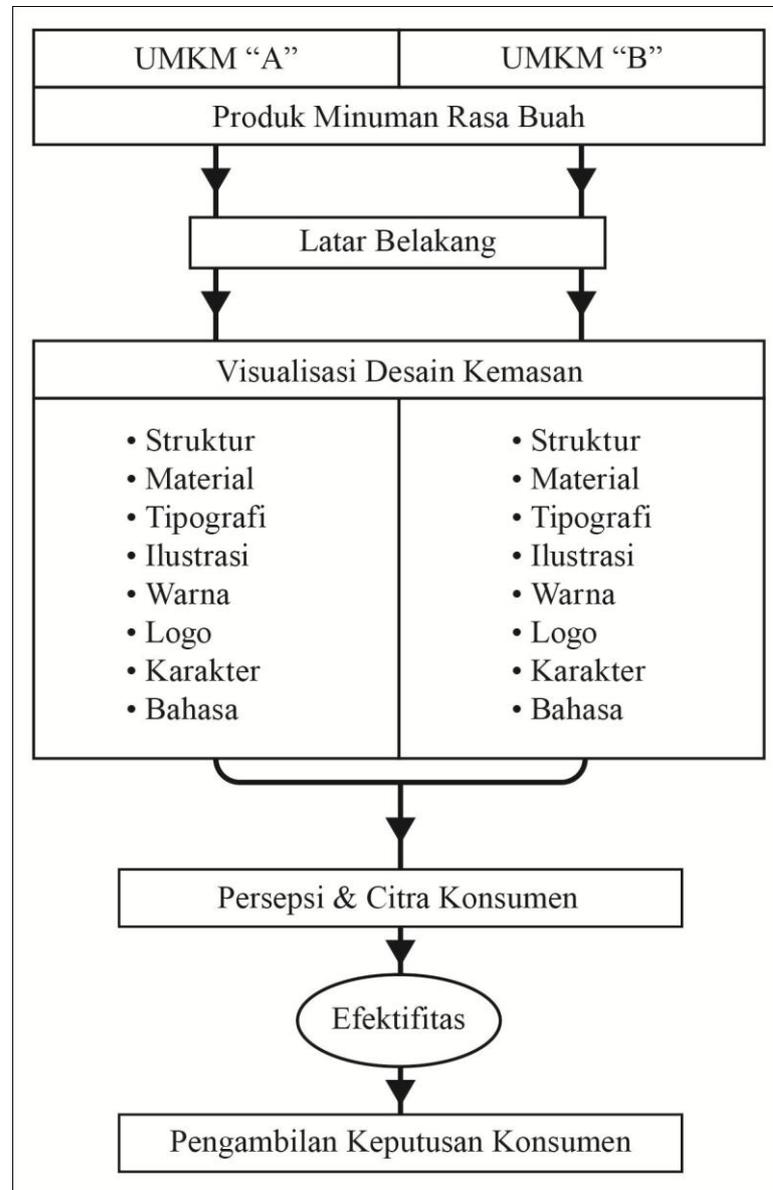 UMKM “A”
UMKM “B”
Produk Minuman Rasa Buah
Latar Belakang
Visualisasi Desain Kemasan
• Struktur
• Material
• Tipografi
• Ilustrasi
• Warna
• Logo
• Karakter
• Bahasa
• Struktur
• Material
• Tipografi
• Ilustrasi
• Warna
• Logo
• Karakter
• Bahasa
Persepsi & Citra Konsumen
Efektifitas
Pengambilan Keputusan Konsumen